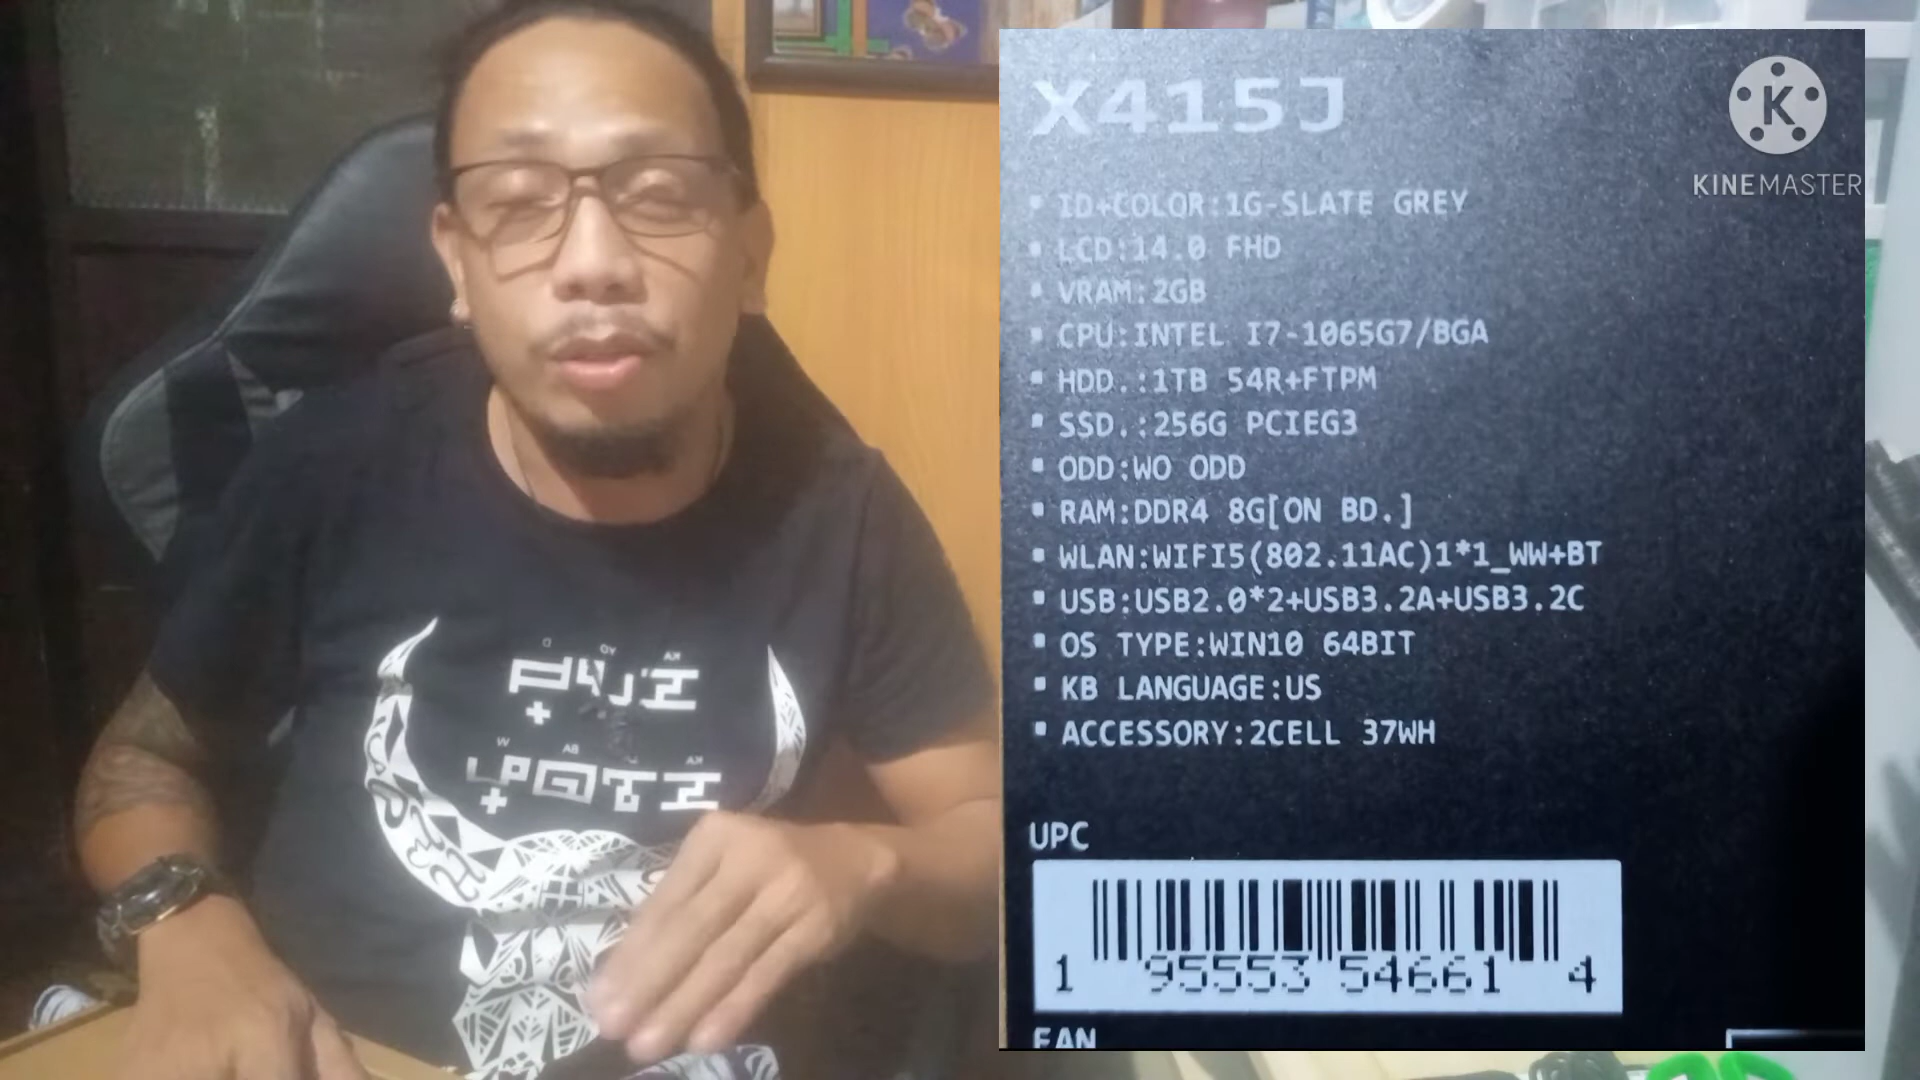 X415J
ID+COLOR:1G-SLATE GREY
LCD:14.0 FHD
VRAM:2GB
CPU:INTEL I7-1065G7/BGA
HDD.:1TB 54R+FTPM
SSD.:256G PCIEG3
ODD:WO ODD
RAM:DDR4 8G[ON BD.]
WLAN:WIFI5(802.11AC)1*1_WW+BT
USB:USB2.0*2+USB3.2A+USB3.2C
OS TYPE:WIN10 64BIT
KB LANGUAGE:US
ACCESSORY:2CELL 37WH
UPC
1 95553 54661 4
EAN
KINEMASTER